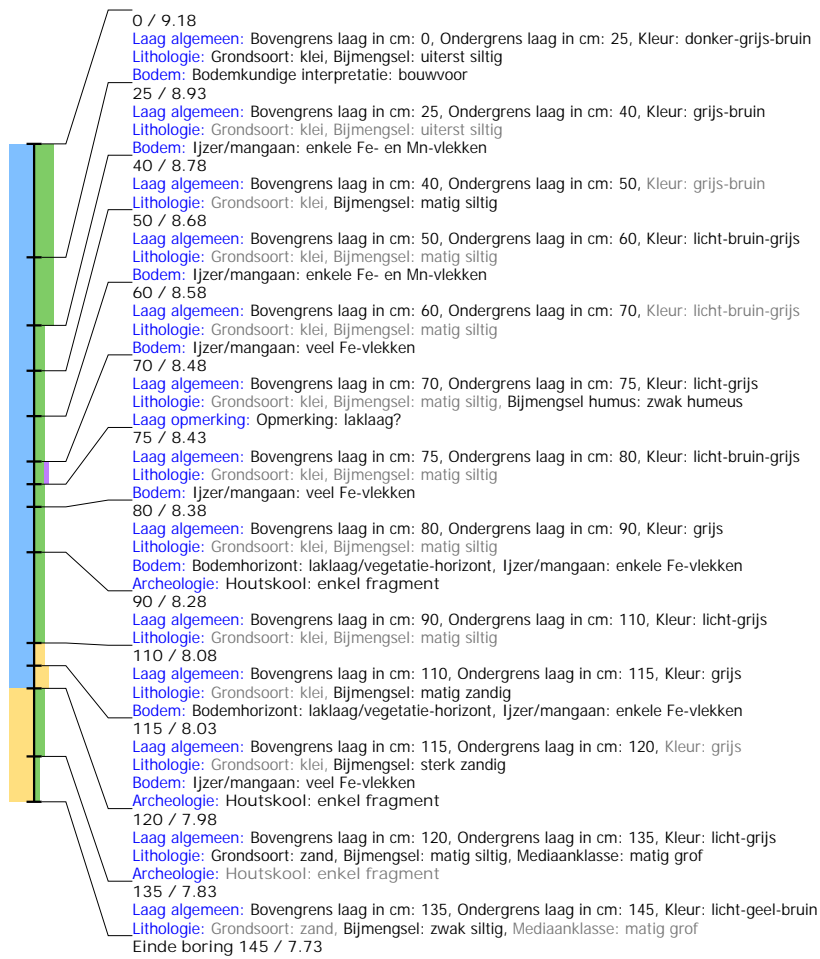 0 / 9.18
Laag algemeen: Bovengrens laag in cm: 0, Ondergrens laag in cm: 25, Kleur: donker-grijs-bruin
Lithologie: Grondsoort: klei, Bijmengsel: uiterst siltig
Bodem: Bodemkundige interpretatie: bouwvoor
25 / 8.93
Laag algemeen: Bovengrens laag in cm: 25, Ondergrens laag in cm: 40, Kleur: grijs-bruin
Lithologie: Grondsoort: klei, Bijmengsel: uiterst siltig
Bodem: Ijzer/mangaan: enkele Fe- en Mn-vlekken
40 / 8.78
Laag algemeen: Bovengrens laag in cm: 40, Ondergrens laag in cm: 50, Kleur: grijs-bruin
Lithologie: Grondsoort: klei, Bijmengsel: matig siltig
50 / 8.68
Laag algemeen: Bovengrens laag in cm: 50, Ondergrens laag in cm: 60, Kleur: licht-bruin-grijs
Lithologie: Grondsoort: klei, Bijmengsel: matig siltig
Bodem: Ijzer/mangaan: enkele Fe- en Mn-vlekken
60 / 8.58
Laag algemeen: Bovengrens laag in cm: 60, Ondergrens laag in cm: 70, Kleur: licht-bruin-grijs
Lithologie: Grondsoort: klei, Bijmengsel: matig siltig
Bodem: Ijzer/mangaan: veel Fe-vlekken
70 / 8.48
Laag algemeen: Bovengrens laag in cm: 70, Ondergrens laag in cm: 75, Kleur: licht-grijs
Lithologie: Grondsoort: klei, Bijmengsel: matig siltig, Bijmengsel humus: zwak humeus
Laag opmerking: Opmerking: laklaag?
75 / 8.43
Laag algemeen: Bovengrens laag in cm: 75, Ondergrens laag in cm: 80, Kleur: licht-bruin-grijs
Lithologie: Grondsoort: klei, Bijmengsel: matig siltig
Bodem: Ijzer/mangaan: veel Fe-vlekken
80 / 8.38
Laag algemeen: Bovengrens laag in cm: 80, Ondergrens laag in cm: 90, Kleur: grijs
Lithologie: Grondsoort: klei, Bijmengsel: matig siltig
Bodem: Bodemhorizont: laklaag/vegetatie-horizont, Ijzer/mangaan: enkele Fe-vlekken
Archeologie: Houtskool: enkel fragment
90 / 8.28
Laag algemeen: Bovengrens laag in cm: 90, Ondergrens laag in cm: 110, Kleur: licht-grijs
Lithologie: Grondsoort: klei, Bijmengsel: matig siltig
110 / 8.08
Laag algemeen: Bovengrens laag in cm: 110, Ondergrens laag in cm: 115, Kleur: grijs
Lithologie: Grondsoort: klei, Bijmengsel: matig zandig
Bodem: Bodemhorizont: laklaag/vegetatie-horizont, Ijzer/mangaan: enkele Fe-vlekken
115 / 8.03
Laag algemeen: Bovengrens laag in cm: 115, Ondergrens laag in cm: 120, Kleur: grijs
Lithologie: Grondsoort: klei, Bijmengsel: sterk zandig
Bodem: Ijzer/mangaan: veel Fe-vlekken
Archeologie: Houtskool: enkel fragment
120 / 7.98
Laag algemeen: Bovengrens laag in cm: 120, Ondergrens laag in cm: 135, Kleur: licht-grijs
Lithologie: Grondsoort: zand, Bijmengsel: matig siltig, Mediaanklasse: matig grof
Archeologie: Houtskool: enkel fragment
135 / 7.83
Laag algemeen: Bovengrens laag in cm: 135, Ondergrens laag in cm: 145, Kleur: licht-geel-bruin
Lithologie: Grondsoort: zand, Bijmengsel: zwak siltig, Mediaanklasse: matig grof
Einde boring 145 / 7.73